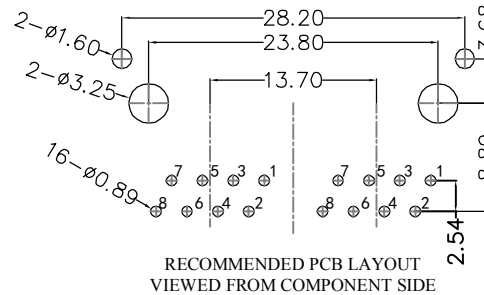 28.20
2-ø1.60
23.80
2-ø3.25
13.70
7 5 3 1 7 5 3 1
16-ø0.89
8 6 4 2 8 6 4 2
2.54
RECOMMENDED PCB LAYOUT
VIEWED FROM COMPONENT SIDE